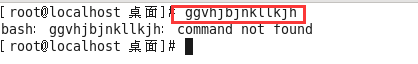 [root@localhost 桌面]# ggvhjbjnkllkjh
bash: ggvhjbjnkllkjh: command not found
[root@localhost 桌面]#